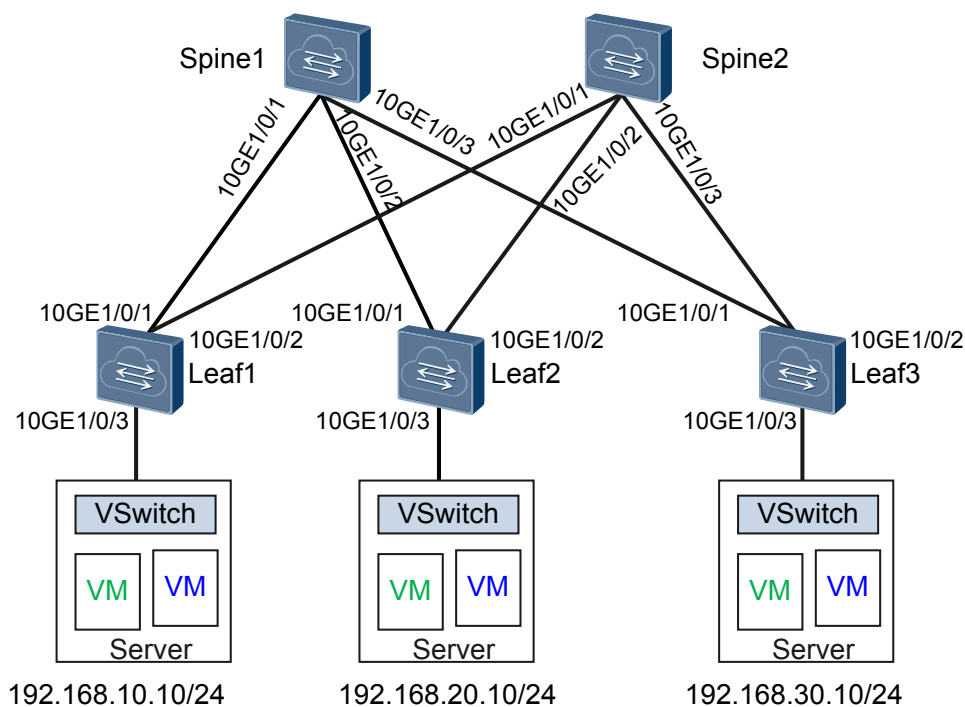 Spine1
Spine2
10GE1/0/1
10GE1/0/2
10GE1/0/3
10GE1/0/1
10GE1/0/2
10GE1/0/3
10GE1/0/1
10GE1/0/2
Leaf1
10GE1/0/3
10GE1/0/1
10GE1/0/2
Leaf2
10GE1/0/3
10GE1/0/1
10GE1/0/2
Leaf3
10GE1/0/3
VSwitch
VM
VM
Server
192.168.10.10/24
VSwitch
VM
VM
Server
192.168.20.10/24
VSwitch
VM
VM
Server
192.168.30.10/24